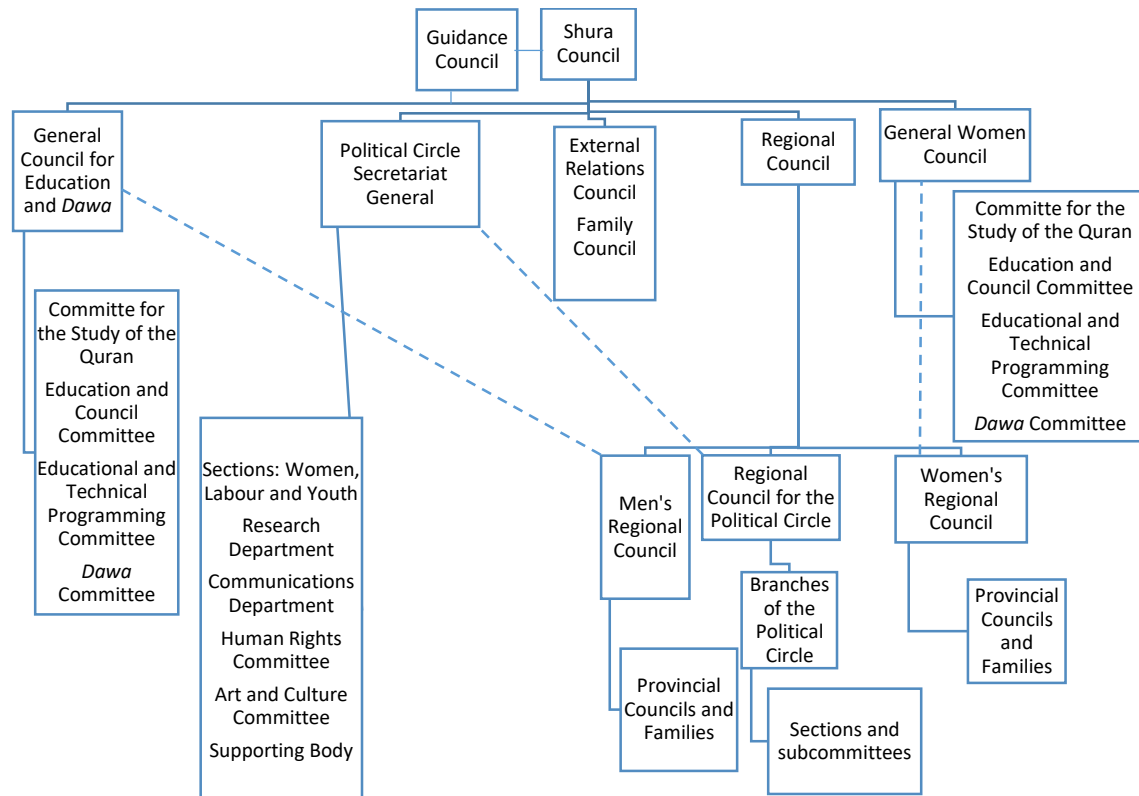 Guidance
Council
Shura
Council
General
Council for
Education
and Dawa
Political Circle
Secretariat
General
External
Relations
Council
Family
Council
Regional
Council
General Women
Council
Committe for the
Study of the Quran
Education and
Council Committee
Educational and
Technical
Programming
Committee
Dawa Committee
Committe for
the Study of the
Quran
Education and
Council
Committee
Educational and
Technical
Programming
Committee
Dawa
Committee
Sections: Women,
Labour and Youth
Research
Department
Communications
Department
Human Rights
Committee
Art and Culture
Committee
Supporting Body
Men's
Regional
Council
Regional
Council for the
Political Circle
Women's
Regional
Council
Provincial
Councils and
Families
Branches
of the
Political
Circle
Sections and
subcommittees
Provincial
Councils
and
Families